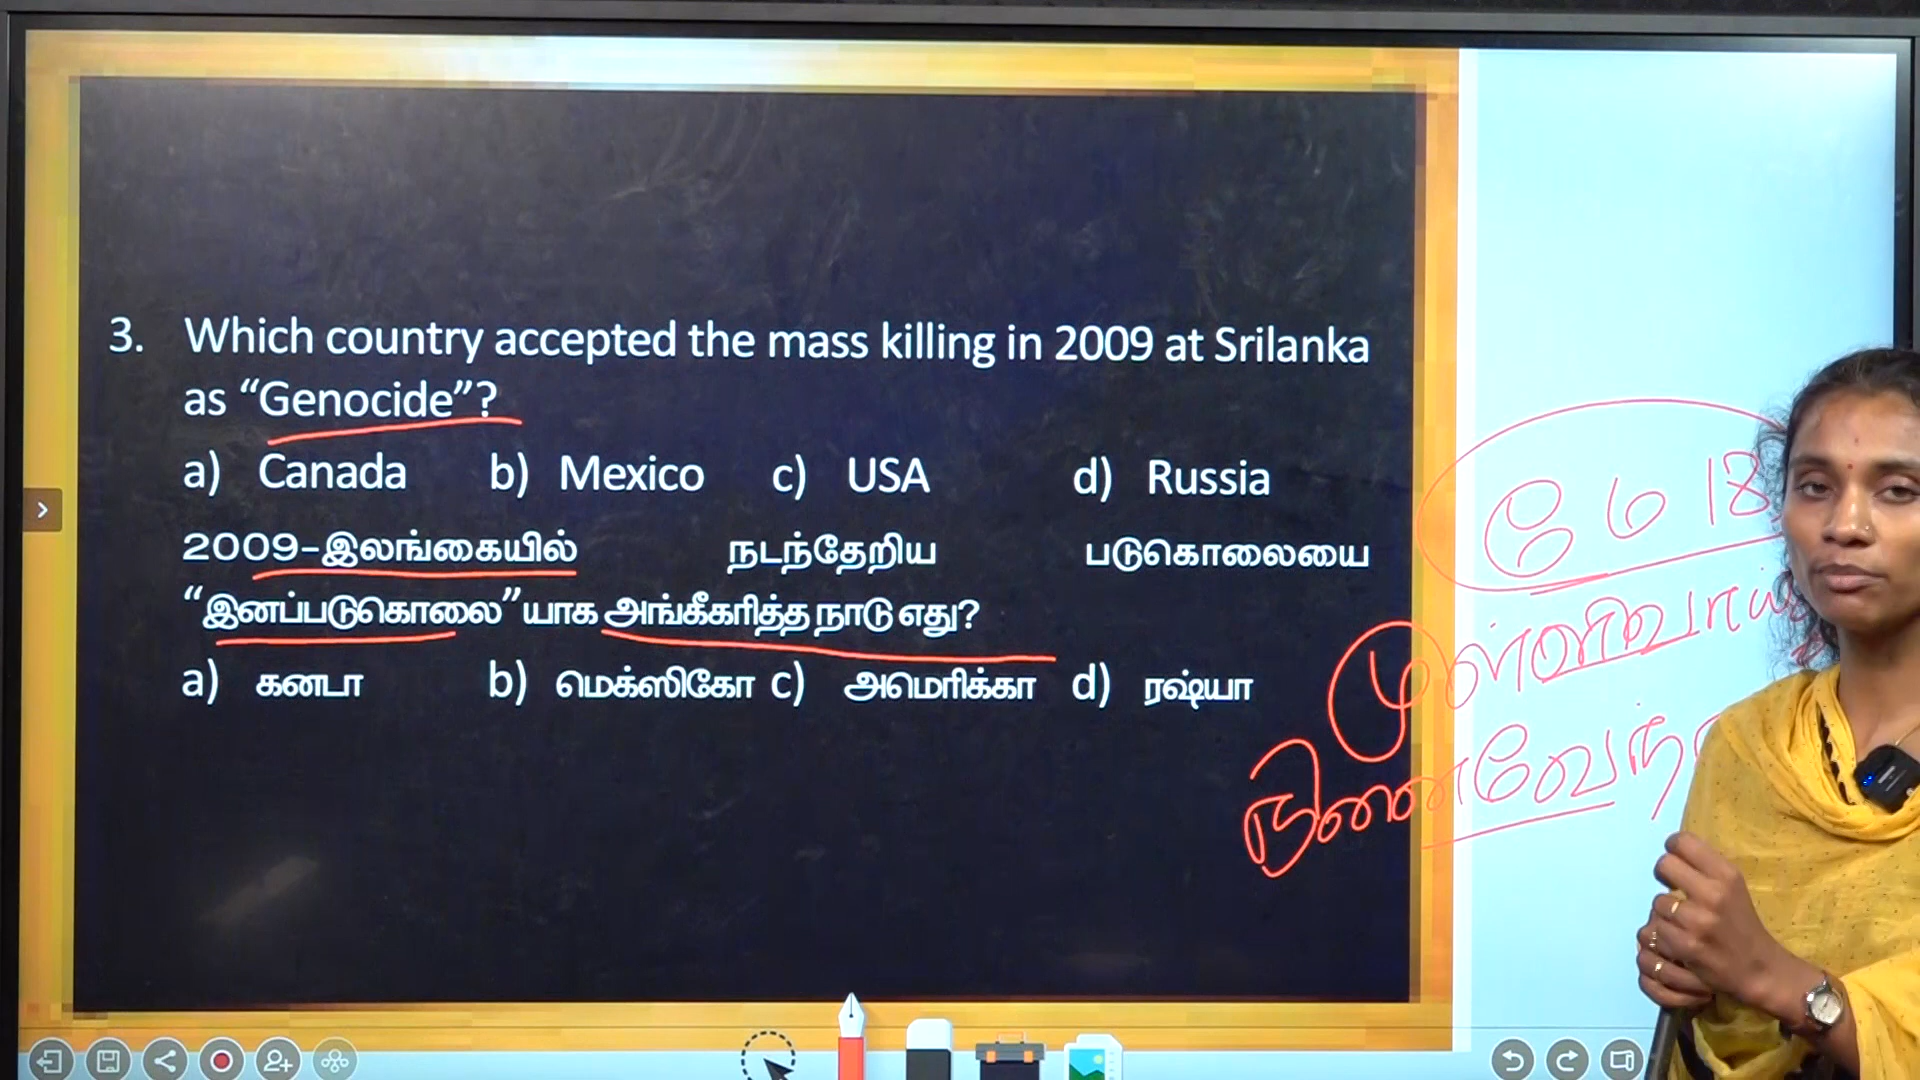 3. Which country accepted the mass killing in 2009 at Srilanka
as “Genocide”?
a) Canada b) Mexico c) USA d) Russia
2009-இலங்கையில் நடந்தேறிய படுகொலையை
“இனப்படுகொலை”யாக அங்கீகரித்த நாடு எது?
a) கனடா b) மெக்ஸிகோ c) அமெரிக்கா d) ரஷ்யா
மே 18